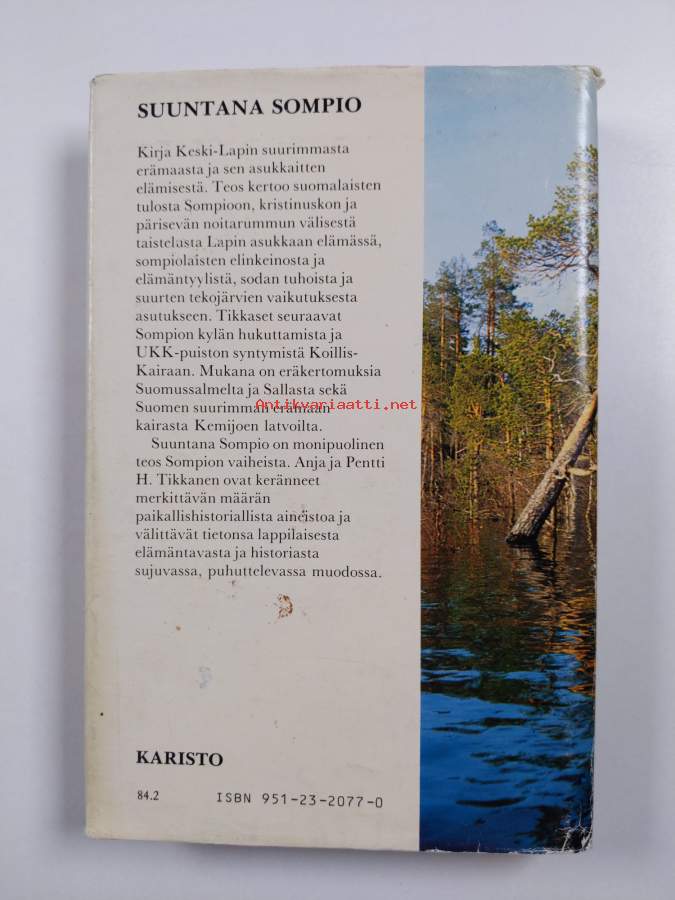 SUUNTANA SOMPIO
Kirja Keski-Lapin suurimmasta
erämaasta ja sen asukkaitten
elämisestä. Teos kertoo suomalaisten
tulosta Sompioon, kristinuskon ja
pärisevän noitarummun välisestä
taistelusta Lapin asukkaan elämässä,
sompiolaisten elinkeinosta ja
elämäntyylistä, sodan tuhoista ja
suurten tekojärvien vaikutuksesta
asutukseen. Tikkaset seuraavat
Sompion kylän hukuttamista ja
UKK-puiston syntymistä Koillis-
Kairaan. Mukana on eräkertomuksia
Suomussalmelta ja Sallasta sekä
Suomen suurimman erämaan
Antikvariaatti.net
kairasta Kemijoen latvoilta.
Suuntana Sompio on monipuolinen
teos Sompion vaiheista. Anja ja Pentti
H. Tikkanen ovat keränneet
merkittävän määrän
paikallishistoriallista aineistoa ja
välittävät tietonsa lappilaisesta
elämäntavasta ja historiasta
sujuvassa, puhuttelevassa muodossa.
KARISTO
84.2 ISBN 951-23-2077-0